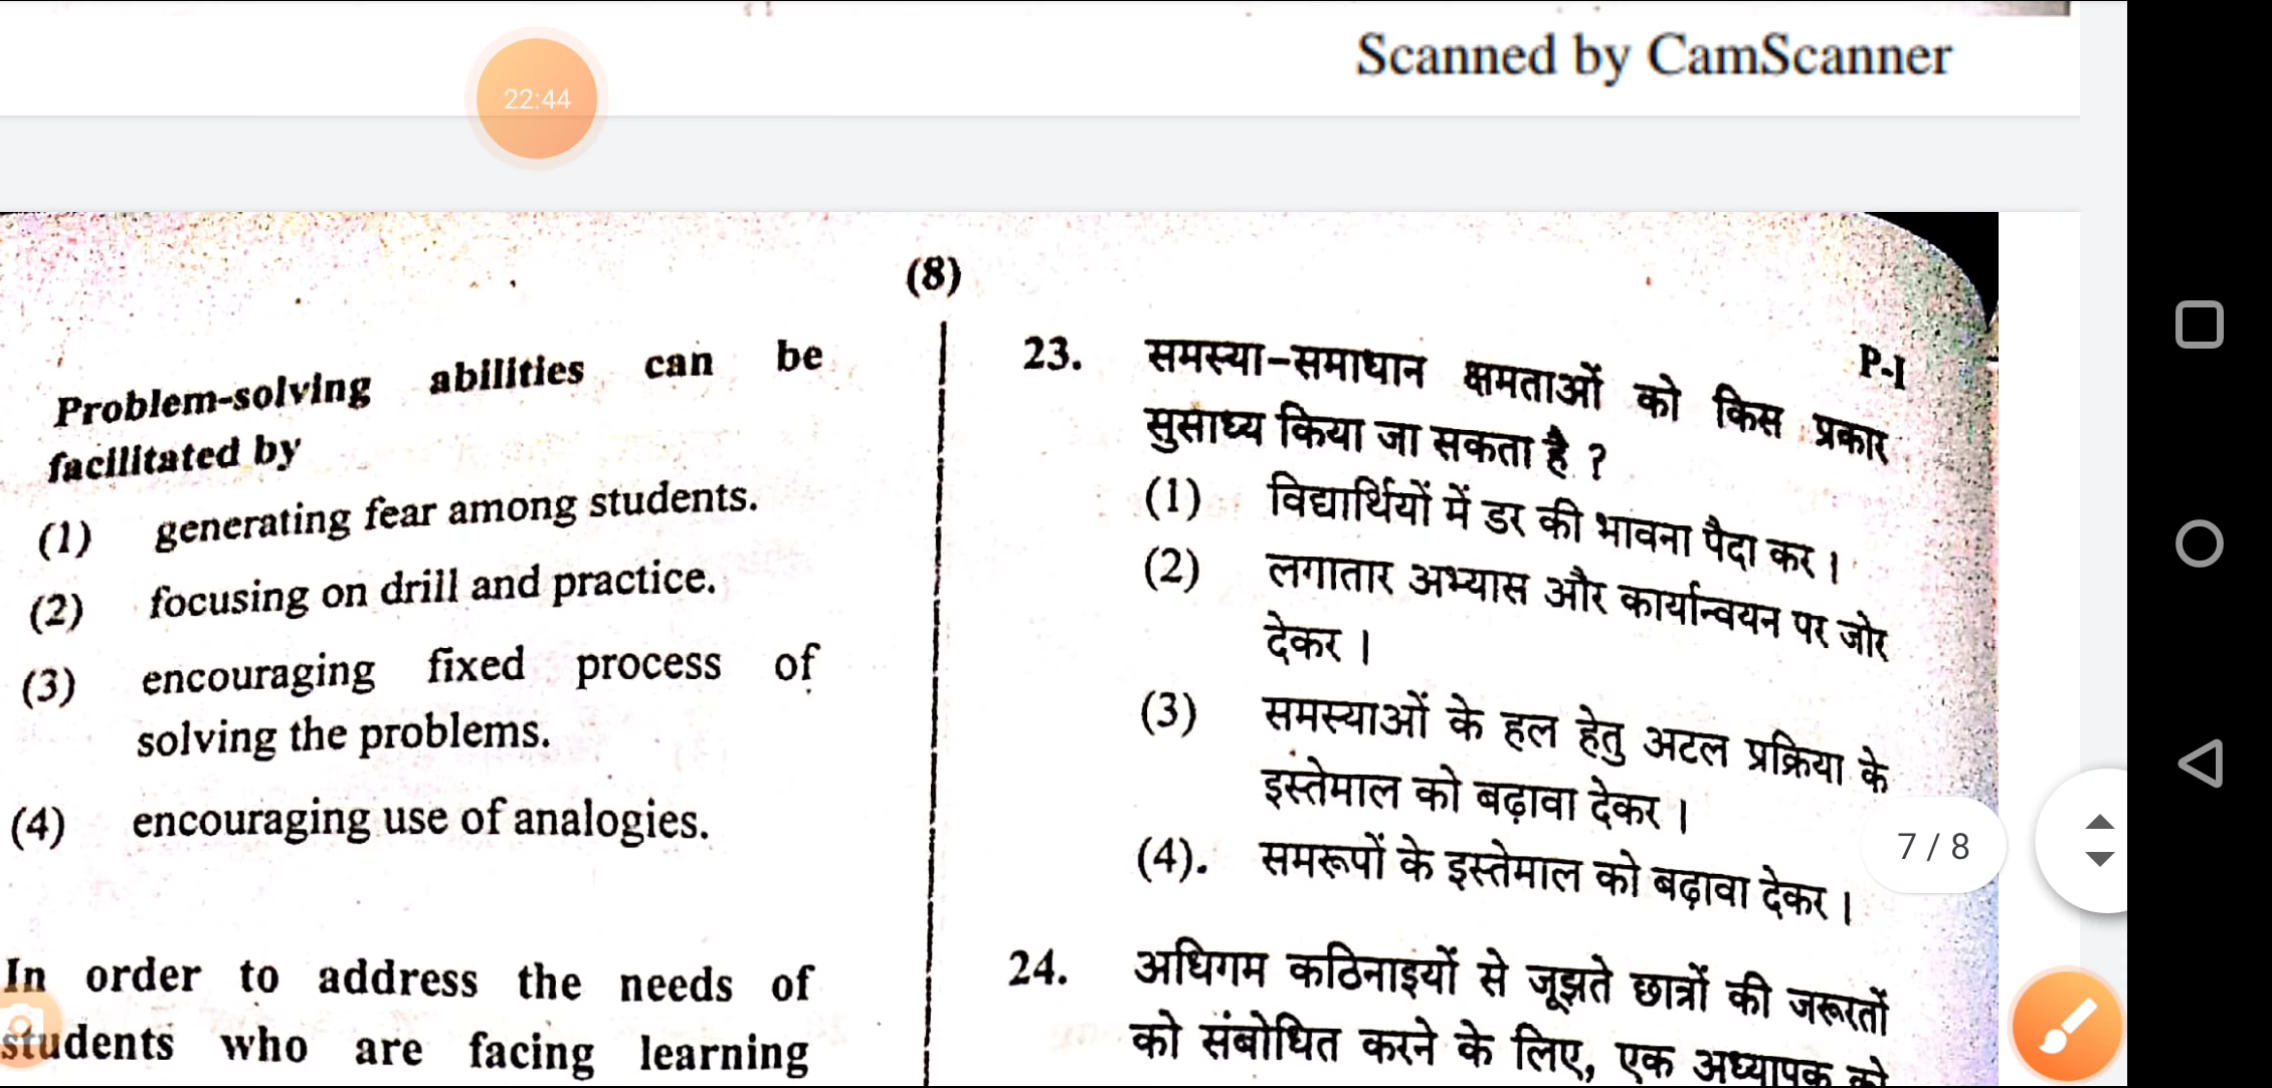 Scanned by CamScanner
22:44
(8)
P-I
Problem-solving abilities can be
facilitated by
(1) generating fear among students.
(2) focusing on drill and practice.
(3) encouraging fixed process of
solving the problems.
(4) encouraging use of analogies.
In order to address the needs of
students who are facing learning
23. समस्या-समाधान क्षमताओं को किस प्रकार
सुसाध्य किया जा सकता है ?
(1) विद्यार्थियों में डर की भावना पैदा कर ।
(2) लगातार अभ्यास और कार्यान्वयन पर जोर
देकर ।
(3) समस्याओं के हल हेतु अटल प्रक्रिया के
इस्तेमाल को बढ़ावा देकर ।
(4). समरूपों के इस्तेमाल को बढ़ावा देकर ।
24. अधिगम कठिनाइयों से जूझते छात्रों की जरूरतों
को संबोधित करने के लिए, एक अध्यापक को
7 / 8